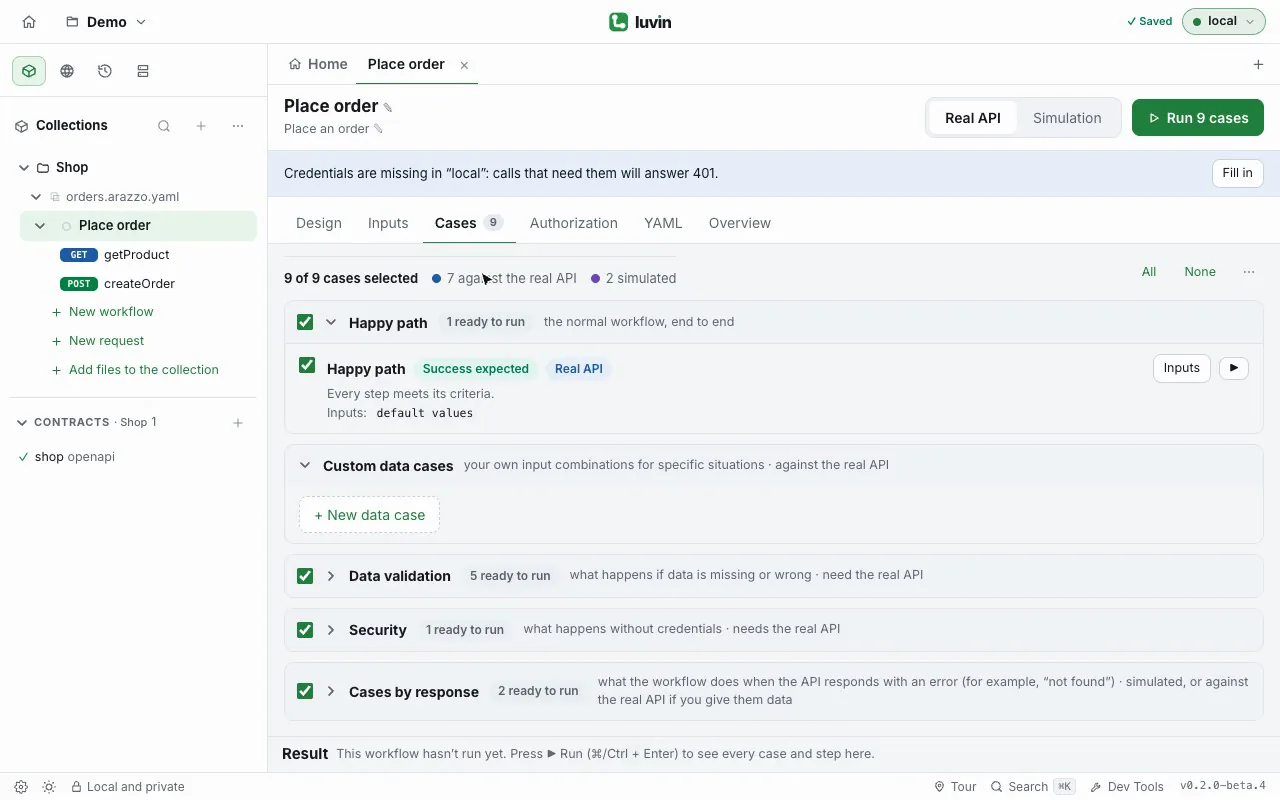 Demo
luvin
Saved
local
Home
Place order
Collections
Place order
Place an order
Real API
Simulation
Run 9 cases
Shop
Credentials are missing in “local”: calls that need them will answer 401.
Fill in
orders.arazzo.yaml
Place order
Design
Inputs
Cases 9
Authorization
YAML
Overview
GET getProduct
POST createOrder
+ New workflow
+ New request
+ Add files to the collection
CONTRACTS · Shop 1
shop openapi
9 of 9 cases selected
7 against the real API
2 simulated
All
None
Happy path
1 ready to run
the normal workflow, end to end
Happy path
Success expected
Real API
Inputs
Every step meets its criteria.
Inputs: default values
Custom data cases
your own input combinations for specific situations · against the real API
+ New data case
Data validation
5 ready to run
what happens if data is missing or wrong · need the real API
Security
1 ready to run
what happens without credentials · needs the real API
Cases by response
2 ready to run
what the workflow does when the API responds with an error (for example, “not found”) · simulated, or against
the real API if you give them data
Result
This workflow hasn’t run yet. Press ▶ Run (⌘/Ctrl + Enter) to see every case and step here.
Local and private
Tour
Search ⌘K
Dev Tools
v0.2.0-beta.4